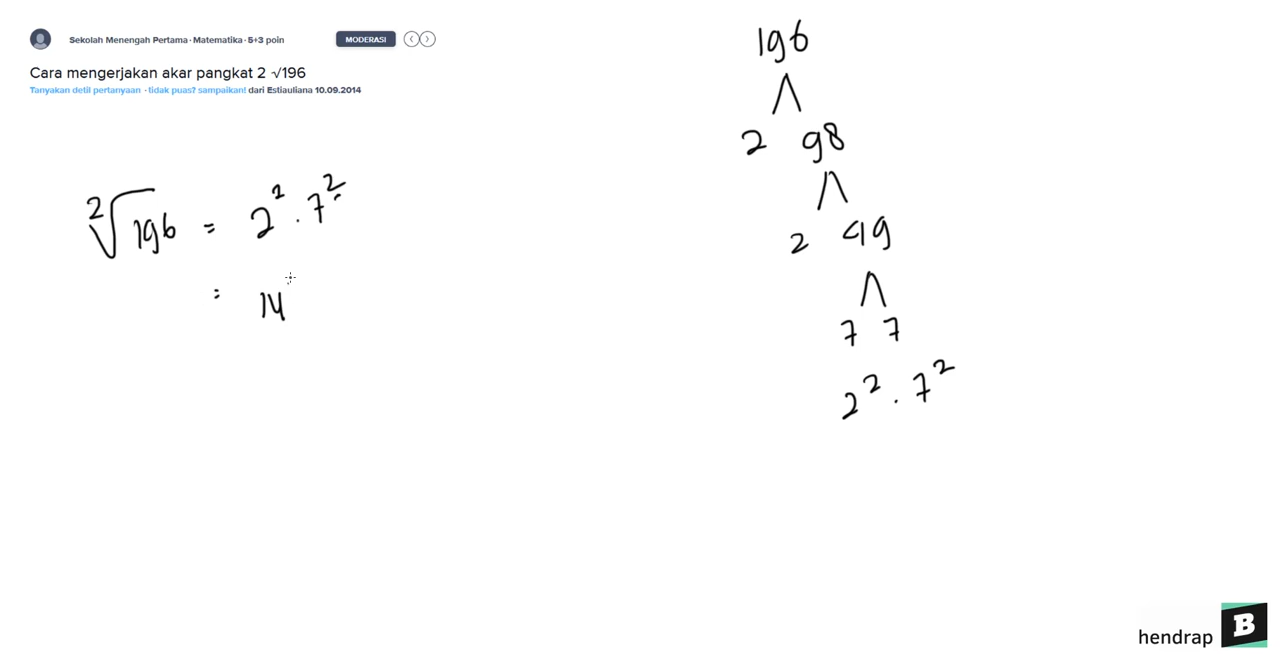 Sekolah Menengah Pertama · Matematika · 5+3 poin
MODERASI
Cara mengerjakan akar pangkat 2 √196
Tanyakan detil pertanyaan · tidak puas? sampaikan! dari Estiauliana 10.09.2014
²√196 = 2² · 7²
= 14
196
2 98
2 49
7 7
2² · 7²
hendrap B